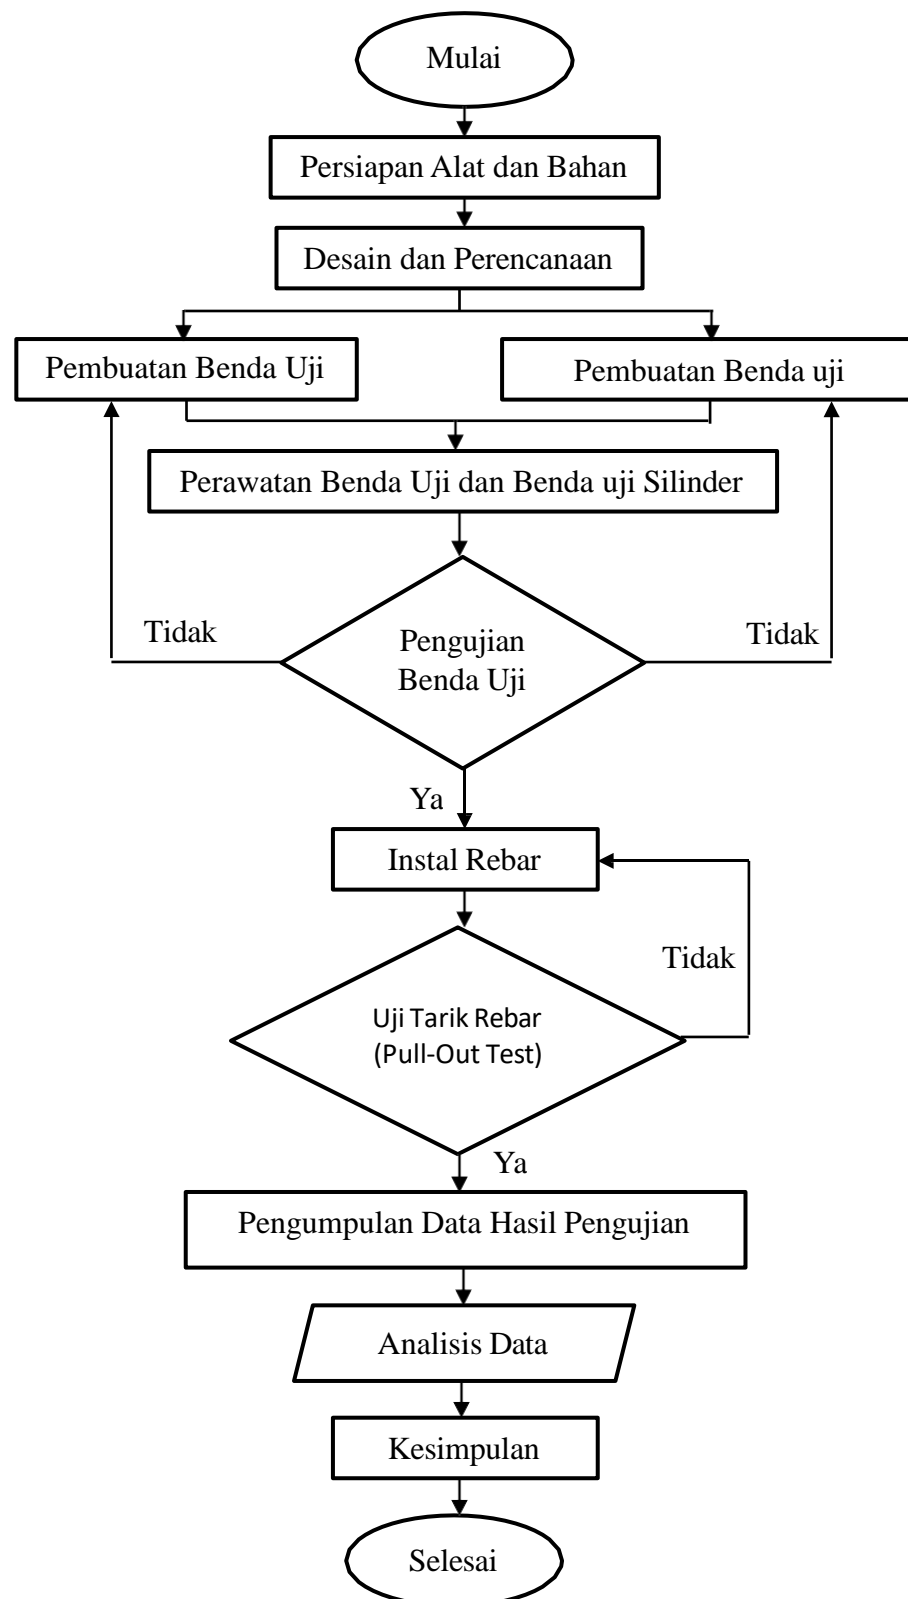 Mulai
Persiapan Alat dan Bahan
Desain dan Perencanaan
Pembuatan Benda Uji
Pembuatan Benda uji
Perawatan Benda Uji dan Benda uji Silinder
Tidak
Pengujian
Benda Uji
Tidak
Ya
Instal Rebar
Tidak
Uji Tarik Rebar
(Pull-Out Test)
Ya
Pengumpulan Data Hasil Pengujian
Analisis Data
Kesimpulan
Selesai